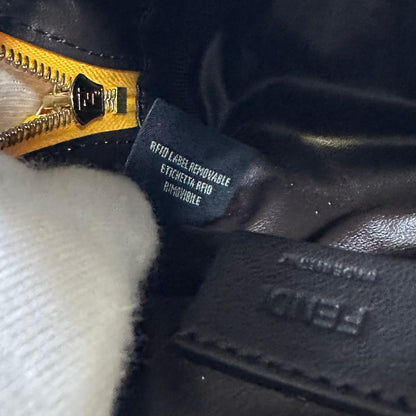 RFID LABEL REMOVABLE
ETICHETTA RFID
RIMOVIBILE
FENDI